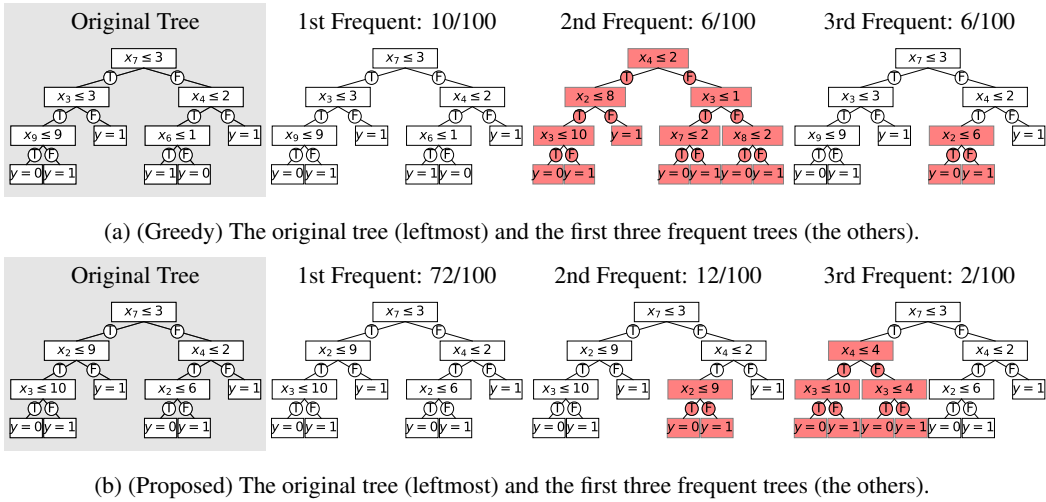 Original Tree 1st Frequent: 10/100 2nd Frequent: 6/100 3rd Frequent: 6/100
x7 ≤ 3 x7 ≤ 3 x4 ≤ 2 x7 ≤ 3
T F T F T F T F
x3 ≤ 3 x4 ≤ 2 x3 ≤ 3 x4 ≤ 2 x2 ≤ 8 x3 ≤ 1 x3 ≤ 3 x4 ≤ 2
T F T F T F T F T F T F T F T F
x9 ≤ 9 y = 1 x6 ≤ 1 y = 1 x9 ≤ 9 y = 1 x6 ≤ 1 y = 1 x3 ≤ 10 y = 1 x7 ≤ 2 x8 ≤ 2 x9 ≤ 9 y = 1 x2 ≤ 6 y = 1
T F T F T F T F T F T F T F T F T F
y = 0 y = 1 y = 1 y = 0 y = 0 y = 1 y = 1 y = 0 y = 0 y = 1 y = 0 y = 1 y = 0 y = 1 y = 0 y = 1 y = 0 y = 1
(a) (Greedy) The original tree (leftmost) and the first three frequent trees (the others).
Original Tree 1st Frequent: 72/100 2nd Frequent: 12/100 3rd Frequent: 2/100
x7 ≤ 3 x7 ≤ 3 x7 ≤ 3 x7 ≤ 3
T F T F T F T F
x2 ≤ 9 x4 ≤ 2 x2 ≤ 9 x4 ≤ 2 x2 ≤ 9 x4 ≤ 2 x4 ≤ 4 x4 ≤ 2
T F T F T F T F T F T F T F T F
x3 ≤ 10 y = 1 x2 ≤ 6 y = 1 x3 ≤ 10 y = 1 x2 ≤ 6 y = 1 x3 ≤ 10 y = 1 x2 ≤ 9 y = 1 x3 ≤ 10 x3 ≤ 4 x2 ≤ 6 y = 1
T F T F T F T F T F T F T F T F T F
y = 0 y = 1 y = 0 y = 1 y = 0 y = 1 y = 0 y = 1 y = 0 y = 1 y = 0 y = 1 y = 0 y = 1 y = 0 y = 1 y = 0 y = 1
(b) (Proposed) The original tree (leftmost) and the first three frequent trees (the others).